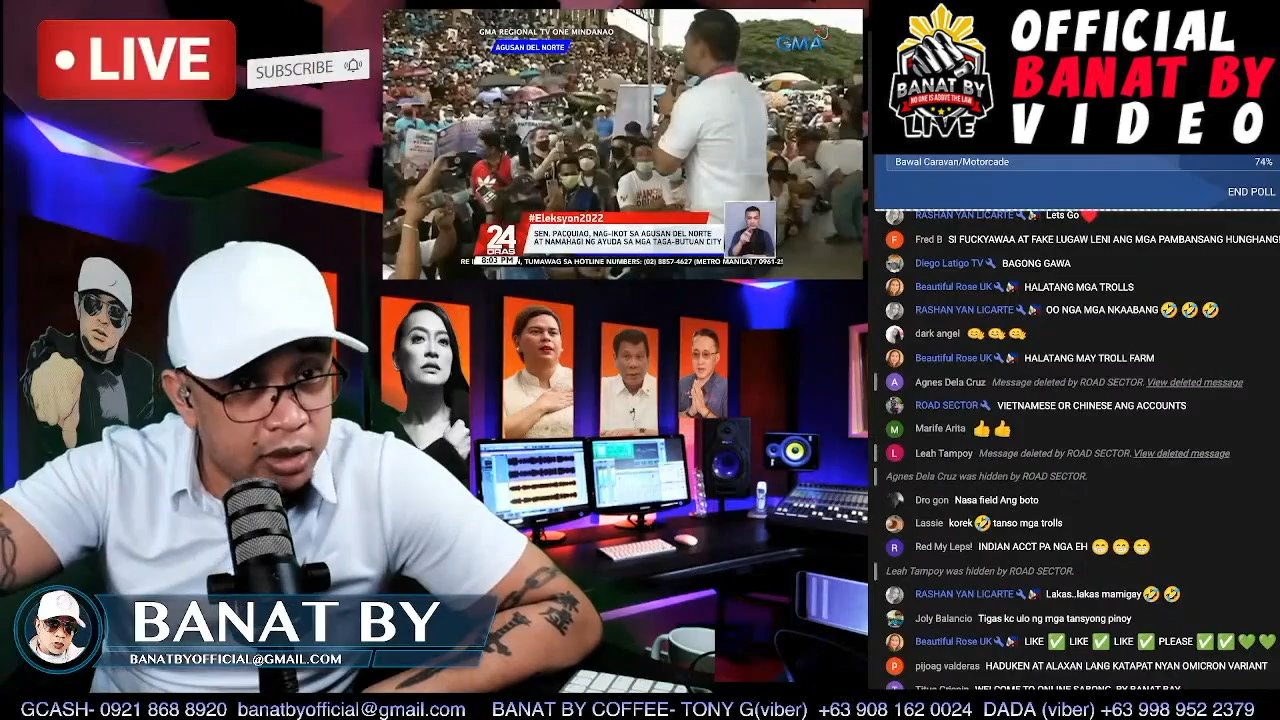 LIVE
SUBSCRIBE
GMA REGIONAL TV ONE MINDANAO
AGUSAN DEL NORTE
GMA
#Eleksyon2022
24
ORAS
8:03 PM
SEN. PACQUIAO, NAG-IKOT SA AGUSAN DEL NORTE
AT NAMAHAGI NG AYUDA SA MGA TAGA-BUTUAN CITY
N, TUMAWAG SA HOTLINE NUMBERS: (02) 8857-4627 (METRO MANILA) / 0961-2
BANAT BY
NO ONE IS ABOVE THE LAW
LIVE
OFFICIAL
BANAT BY
VIDEO
Bawal Caravan/Motorcade 74%
END POLL
RASHAN YAN LICARTE Lets Go
Fred B SI FUCKYAWAA AT FAKE LUGAW LENI ANG MGA PAMBANSANG HUNGHANG
Diego Latigo TV BAGONG GAWA
Beautiful Rose UK HALATANG MGA TROLLS
RASHAN YAN LICARTE OO NGA MGA NKAABANG
dark angel
Beautiful Rose UK HALATANG MAY TROLL FARM
Agnes Dela Cruz Message deleted by ROAD SECTOR. View deleted message
ROAD SECTOR VIETNAMESE OR CHINESE ANG ACCOUNTS
Marife Arita
Leah Tampoy Message deleted by ROAD SECTOR. View deleted message
Agnes Dela Cruz was hidden by ROAD SECTOR.
Dro gon Nasa field Ang boto
Lassie korek tanso mga trolls
Red My Leps! INDIAN ACCT PA NGA EH
Leah Tampoy was hidden by ROAD SECTOR.
RASHAN YAN LICARTE Lakas..lakas mamigay
Joly Balancio Tigas kc ulo ng mga tansyong pinoy
Beautiful Rose UK LIKE LIKE LIKE PLEASE
pijoag valderas HADUKEN AT ALAXAN LANG KATAPAT NYAN OMICRON VARIANT
BANAT BY
BANATBYOFFICIAL@GMAIL.COM
GCASH- 0921 868 8920 banatbyofficial@gmail.com BANAT BY COFFEE- TONY G(viber) +63 908 162 0024 DADA (viber) +63 998 952 2379